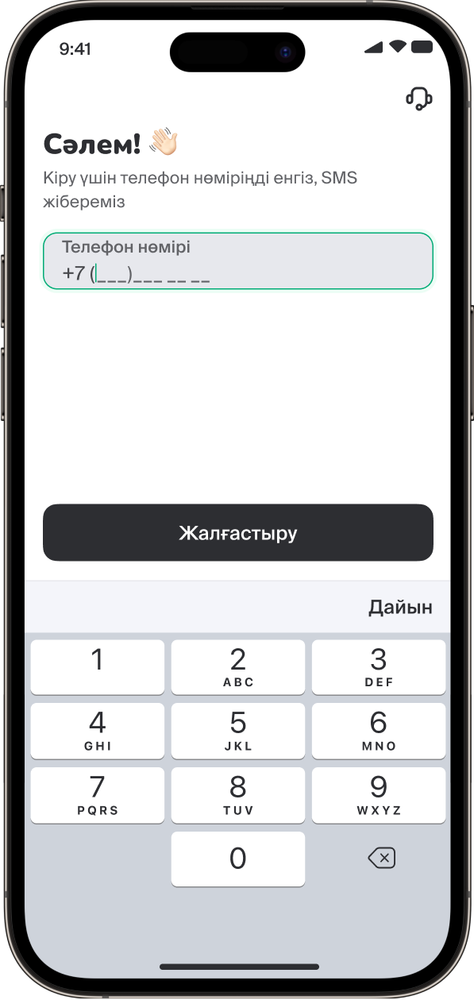 9:41
Сәлем! 👋🏻
Кіру үшін телефон нөміріңді енгіз, SMS
жібереміз
Телефон нөмірі
+7 (___)___ __ __
Жалғастыру
Дайын
1 2 3
ABC DEF
4 5 6
GHI JKL MNO
7 8 9
PQRS TUV WXYZ
0